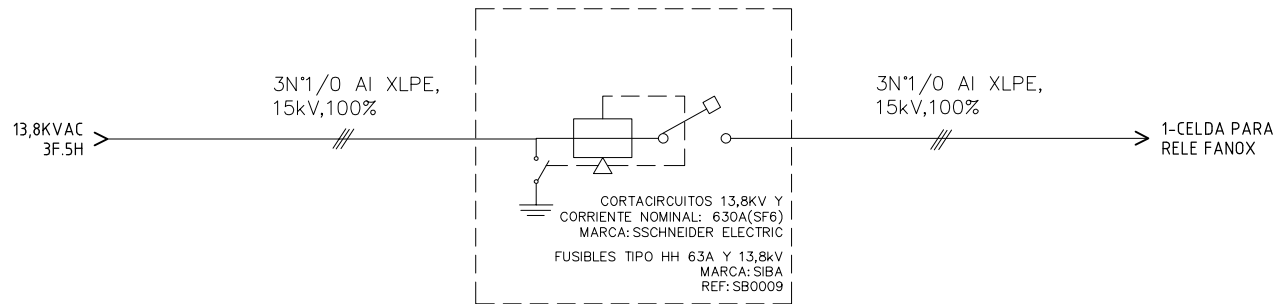 13,8KVAC
3F.5H
3N°1/0 Al XLPE,
15kV,100%
CORTACIRCUITOS 13,8KV Y
CORRIENTE NOMINAL: 630A(SF6)
MARCA: SSCHNEIDER ELECTRIC
FUSIBLES TIPO HH 63A Y 13,8kV
MARCA: SIBA
REF: SB0009
3N°1/0 Al XLPE,
15kV,100%
1-CELDA PARA
RELE FANOX